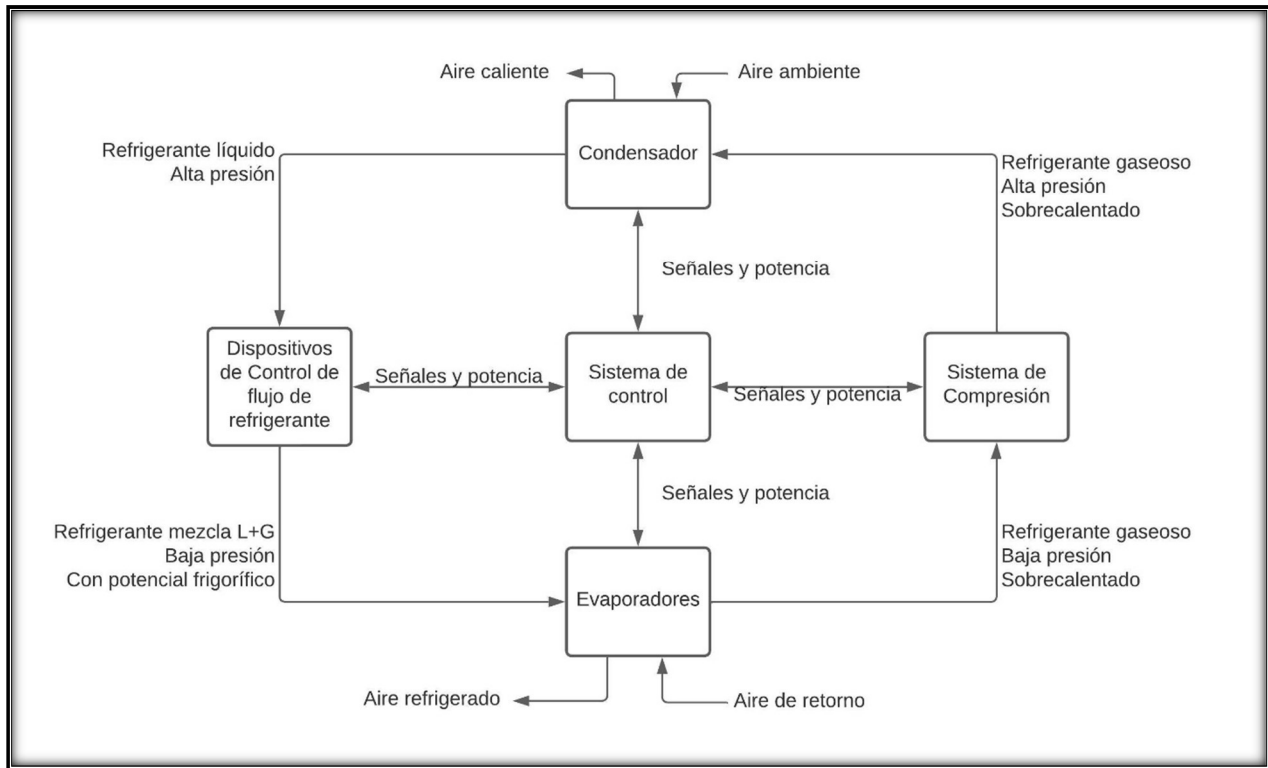 Aire caliente
Aire ambiente
Condensador
Refrigerante líquido
Alta presión
Refrigerante gaseoso
Alta presión
Sobrecalentado
Señales y potencia
Dispositivos
de Control de
flujo de
refrigerante
Señales y potencia
Sistema de
control
Señales y potencia
Sistema de
Compresión
Señales y potencia
Refrigerante mezcla L+G
Baja presión
Con potencial frigorífico
Refrigerante gaseoso
Baja presión
Sobrecalentado
Evaporadores
Aire refrigerado
Aire de retorno